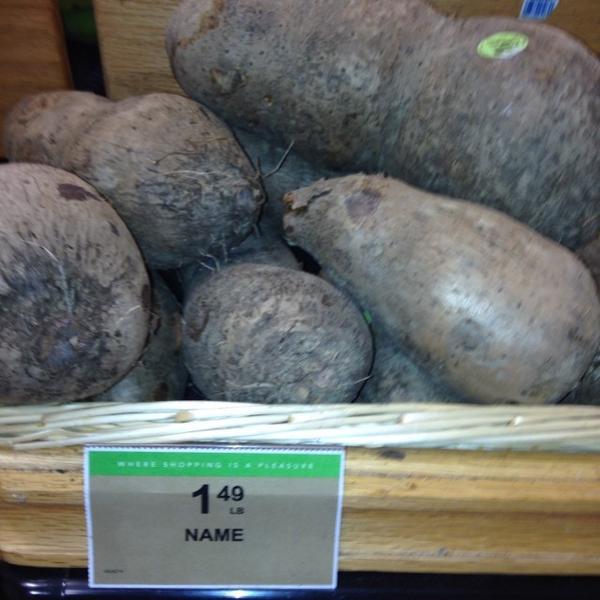 WHERE SHOPPING IS A PLEASURE
1 49
LB
NAME